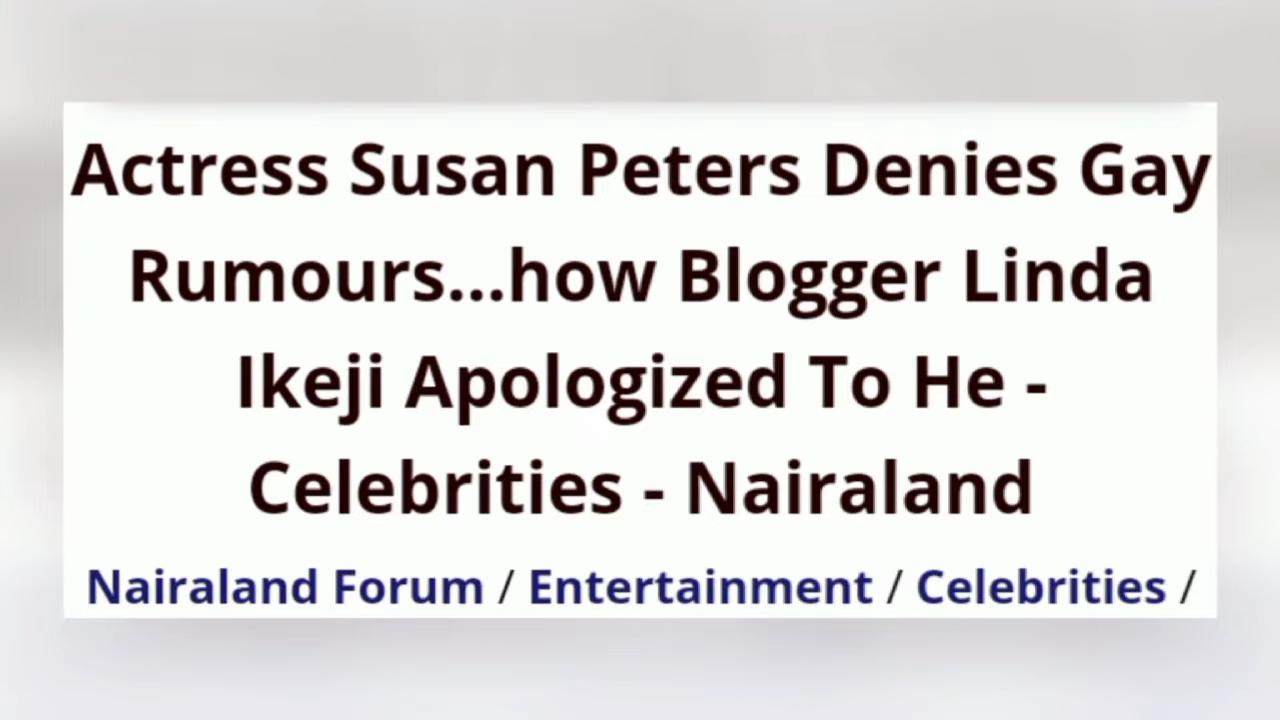 Actress Susan Peters Denies Gay
Rumours...how Blogger Linda
Ikeji Apologized To He -
Celebrities - Nairaland
Nairaland Forum / Entertainment / Celebrities /